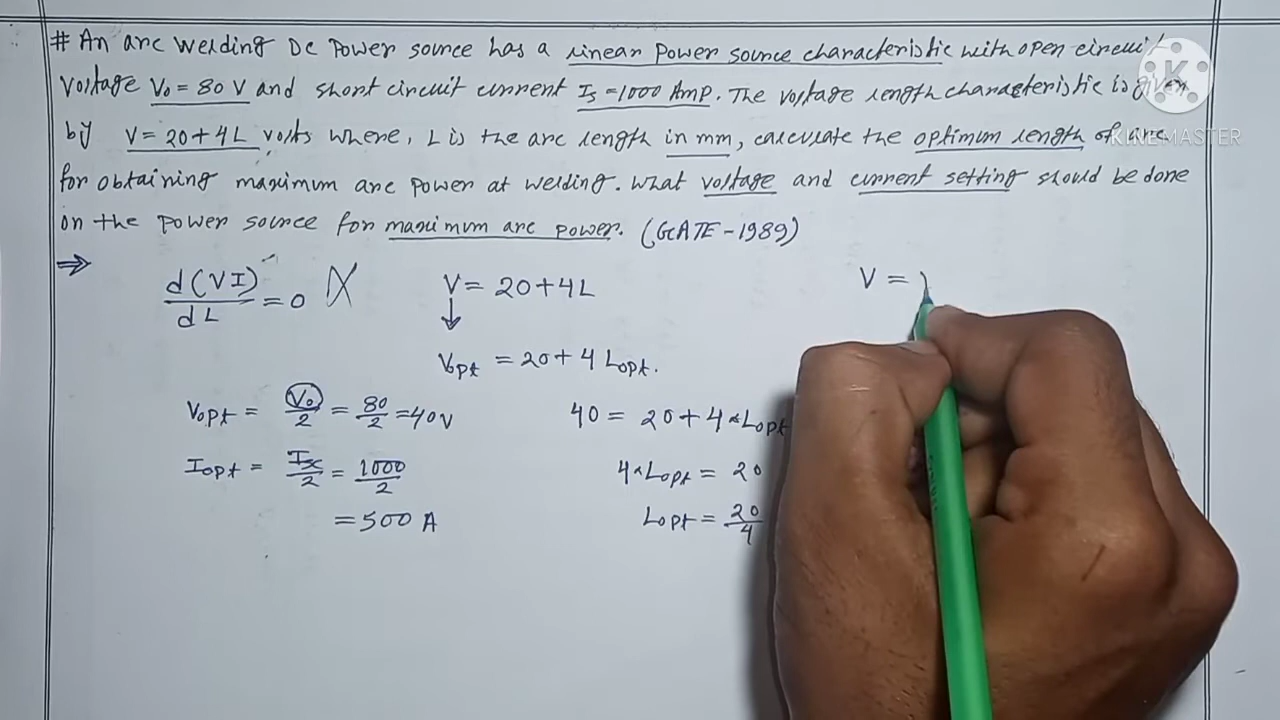 # An arc welding DC power source has a linear power source characteristic with open circuit
voltage V₀ = 80 V and short circuit current Is = 1000 Amp. The voltage length characteristic is given
by V = 20 + 4L volts where, L is the arc length in mm, calculate the optimum length of arc
for obtaining maximum arc power at welding. What voltage and current setting should be done
on the power source for maximum arc power. (GATE - 1989)
⇒
d(VI)/dL = 0 X
Vopt = V₀/2 = 80/2 = 40V
Iopt = Is/2 = 1000/2
= 500 A
V = 20 + 4L
↓
Vopt = 20 + 4 Lopt.
40 = 20 + 4 × Lopt
4 × Lopt = 20
Lopt = 20/4
V =
K
KINEMASTER